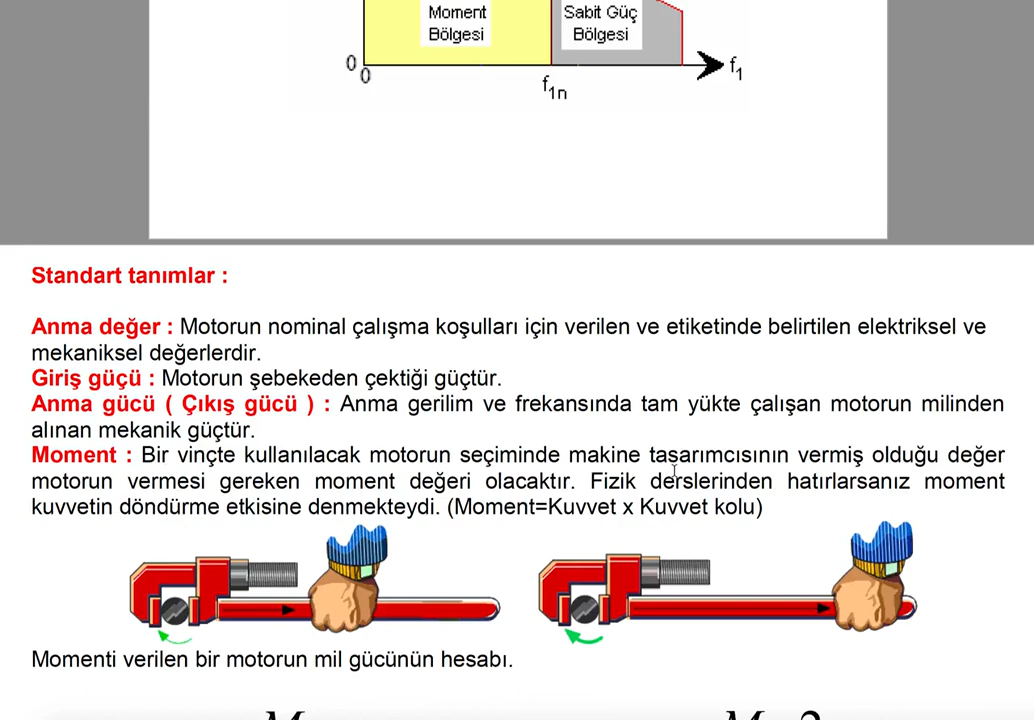 Moment
Bölgesi
Sabit Güç
Bölgesi
0
0
f1n
f1
Standart tanımlar :
Anma değer : Motorun nominal çalışma koşulları için verilen ve etiketinde belirtilen elektriksel ve
mekaniksel değerlerdir.
Giriş güçü : Motorun şebekeden çektiği güçtür.
Anma gücü ( Çıkış gücü ) : Anma gerilim ve frekansında tam yükte çalışan motorun milinden
alınan mekanik güçtür.
Moment : Bir vinçte kullanılacak motorun seçiminde makine taşarımcısının vermiş olduğu değer
motorun vermesi gereken moment değeri olacaktır. Fizik derslerinden hatırlarsanız moment
kuvvetin döndürme etkisine denmekteydi. (Moment=Kuvvet x Kuvvet kolu)
Momenti verilen bir motorun mil gücünün hesabı.